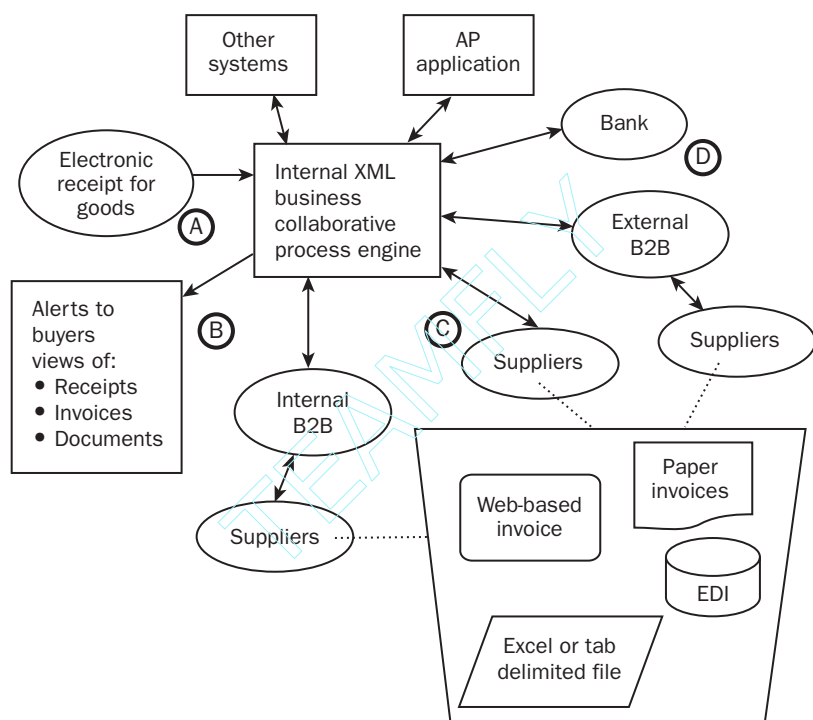 Other
systems
AP
application
Bank
D
Electronic
receipt for
goods
A
Internal XML
business
collaborative
process engine
External
B2B
Alerts to
buyers
views of:
• Receipts
• Invoices
• Documents
B
C
Suppliers
Suppliers
Internal
B2B
Suppliers
Web-based
invoice
Paper
invoices
EDI
Excel or tab
delimited file
TEAMFLY